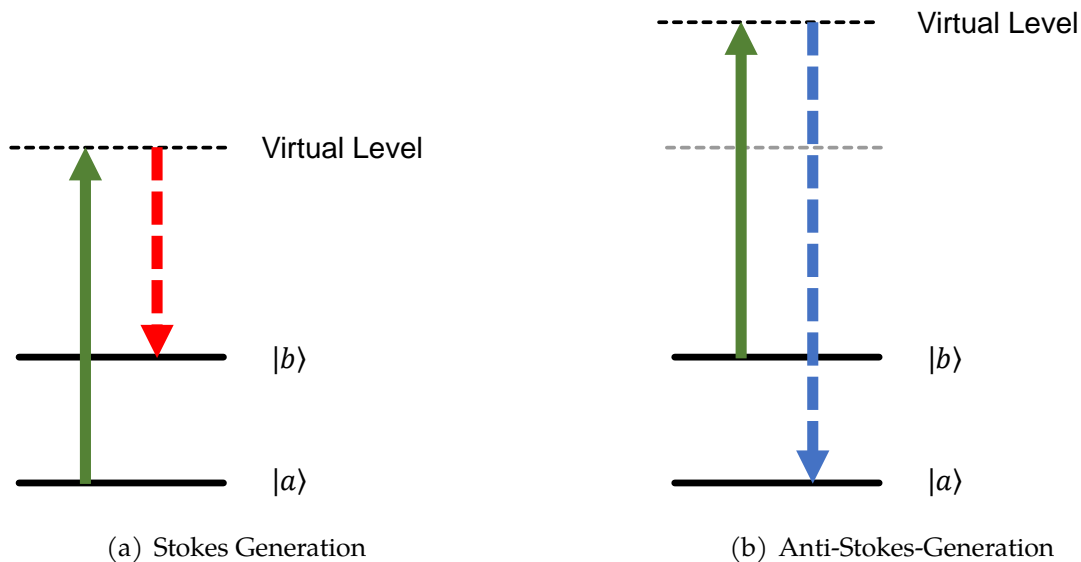 Virtual Level
Virtual Level
|b⟩
|b⟩
|a⟩
|a⟩
(a) Stokes Generation
(b) Anti-Stokes-Generation